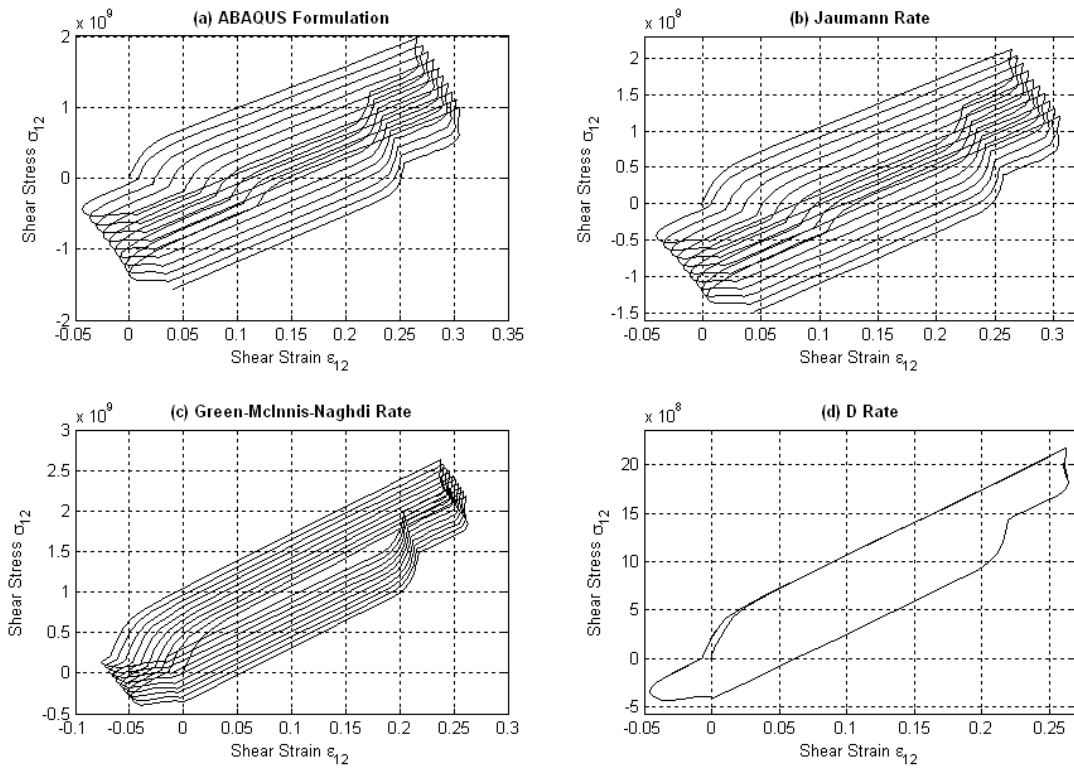 (a) ABAQUS Formulation
x 10^9
2
1
0
-1
-2
-0.05 0 0.05 0.1 0.15 0.2 0.25 0.3 0.35
Shear Strain ε12
Shear Stress σ12
(b) Jaumann Rate
x 10^9
2
1.5
1
0.5
0
-0.5
-1
-1.5
-0.05 0 0.05 0.1 0.15 0.2 0.25 0.3
Shear Strain ε12
Shear Stress σ12
(c) Green-McInnis-Naghdi Rate
x 10^9
3
2.5
2
1.5
1
0.5
0
-0.5
-0.1 -0.05 0 0.05 0.1 0.15 0.2 0.25 0.3
Shear Strain ε12
Shear Stress σ12
(d) D Rate
x 10^8
20
15
10
5
0
-5
-0.05 0 0.05 0.1 0.15 0.2 0.25
Shear Strain ε12
Shear Stress σ12